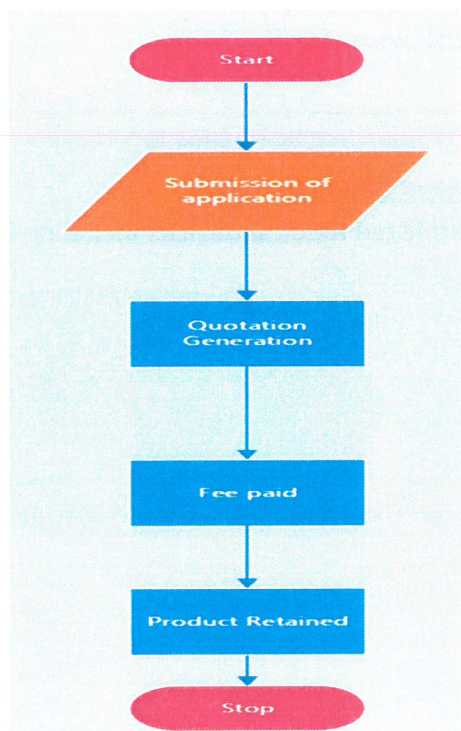 Start
Submission of
application
Quotation
Generation
Fee paid
Product Retained
Stop